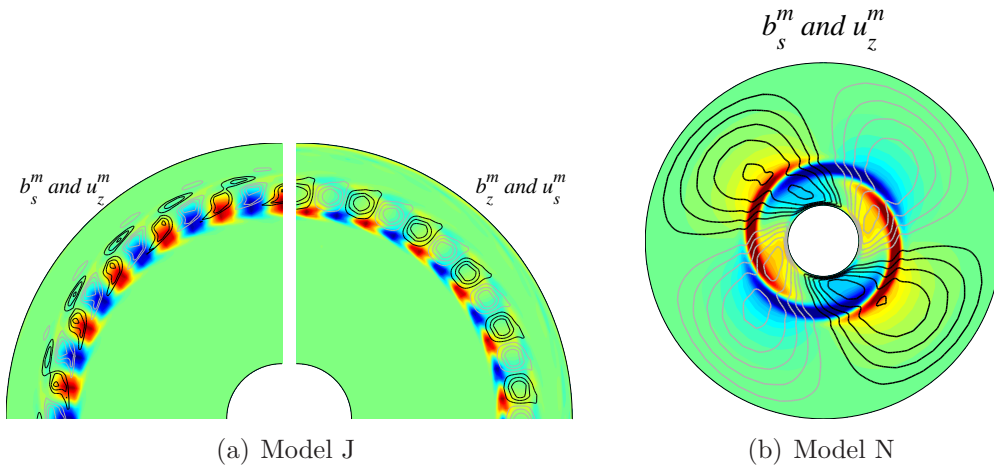 $b_s^m$ and $u_z^m$
$b_s^m$ and $u_z^m$
$b_z^m$ and $u_s^m$
(a) Model J
(b) Model N